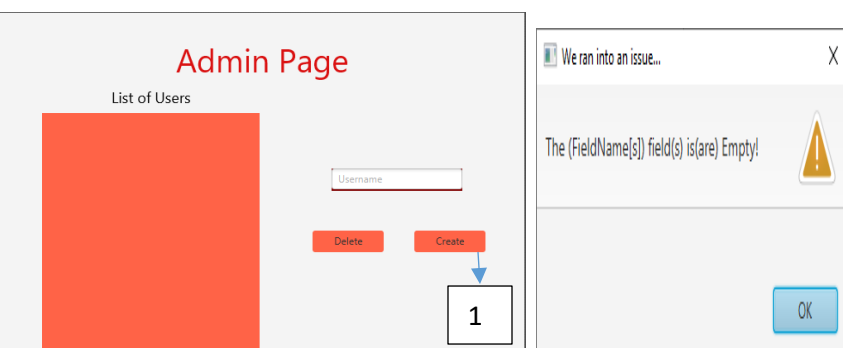 Admin Page
List of Users
Username
Delete
Create
1
We ran into an issue...
The (FieldName[s]) field(s) is(are) Empty!
OK